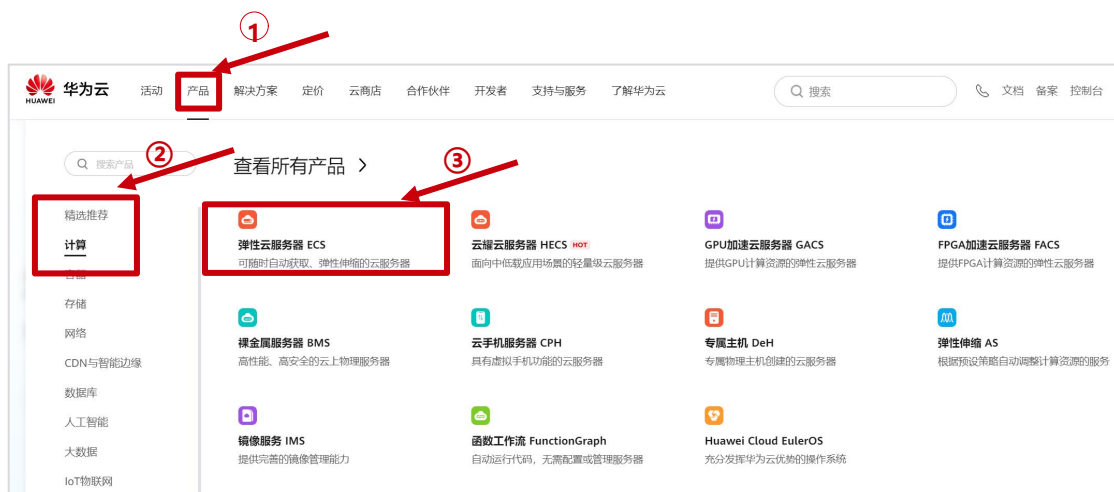 ①
HUAWEI 华为云 活动 产品 解决方案 定价 云商店 合作伙伴 开发者 支持与服务 了解华为云 搜索 文档 备案 控制台
搜索产品 ② 查看所有产品 > ③
精选推荐
计算
容器
存储
网络
CDN与智能边缘
数据库
人工智能
大数据
IoT物联网
弹性云服务器 ECS
可随时自动获取、弹性伸缩的云服务器
云耀云服务器 HECS HOT
面向中低载应用场景的轻量级云服务器
GPU加速云服务器 GACS
提供GPU计算资源的弹性云服务器
FPGA加速云服务器 FACS
提供FPGA计算资源的弹性云服务器
裸金属服务器 BMS
高性能、高安全的云上物理服务器
云手机服务器 CPH
具有虚拟手机功能的云服务器
专属主机 DeH
专属物理主机创建的云服务器
弹性伸缩 AS
根据预设策略自动调整计算资源的服务
镜像服务 IMS
提供完善的镜像管理能力
函数工作流 FunctionGraph
自动运行代码，无需配置或管理服务器
Huawei Cloud EulerOS
充分发挥华为云优势的操作系统